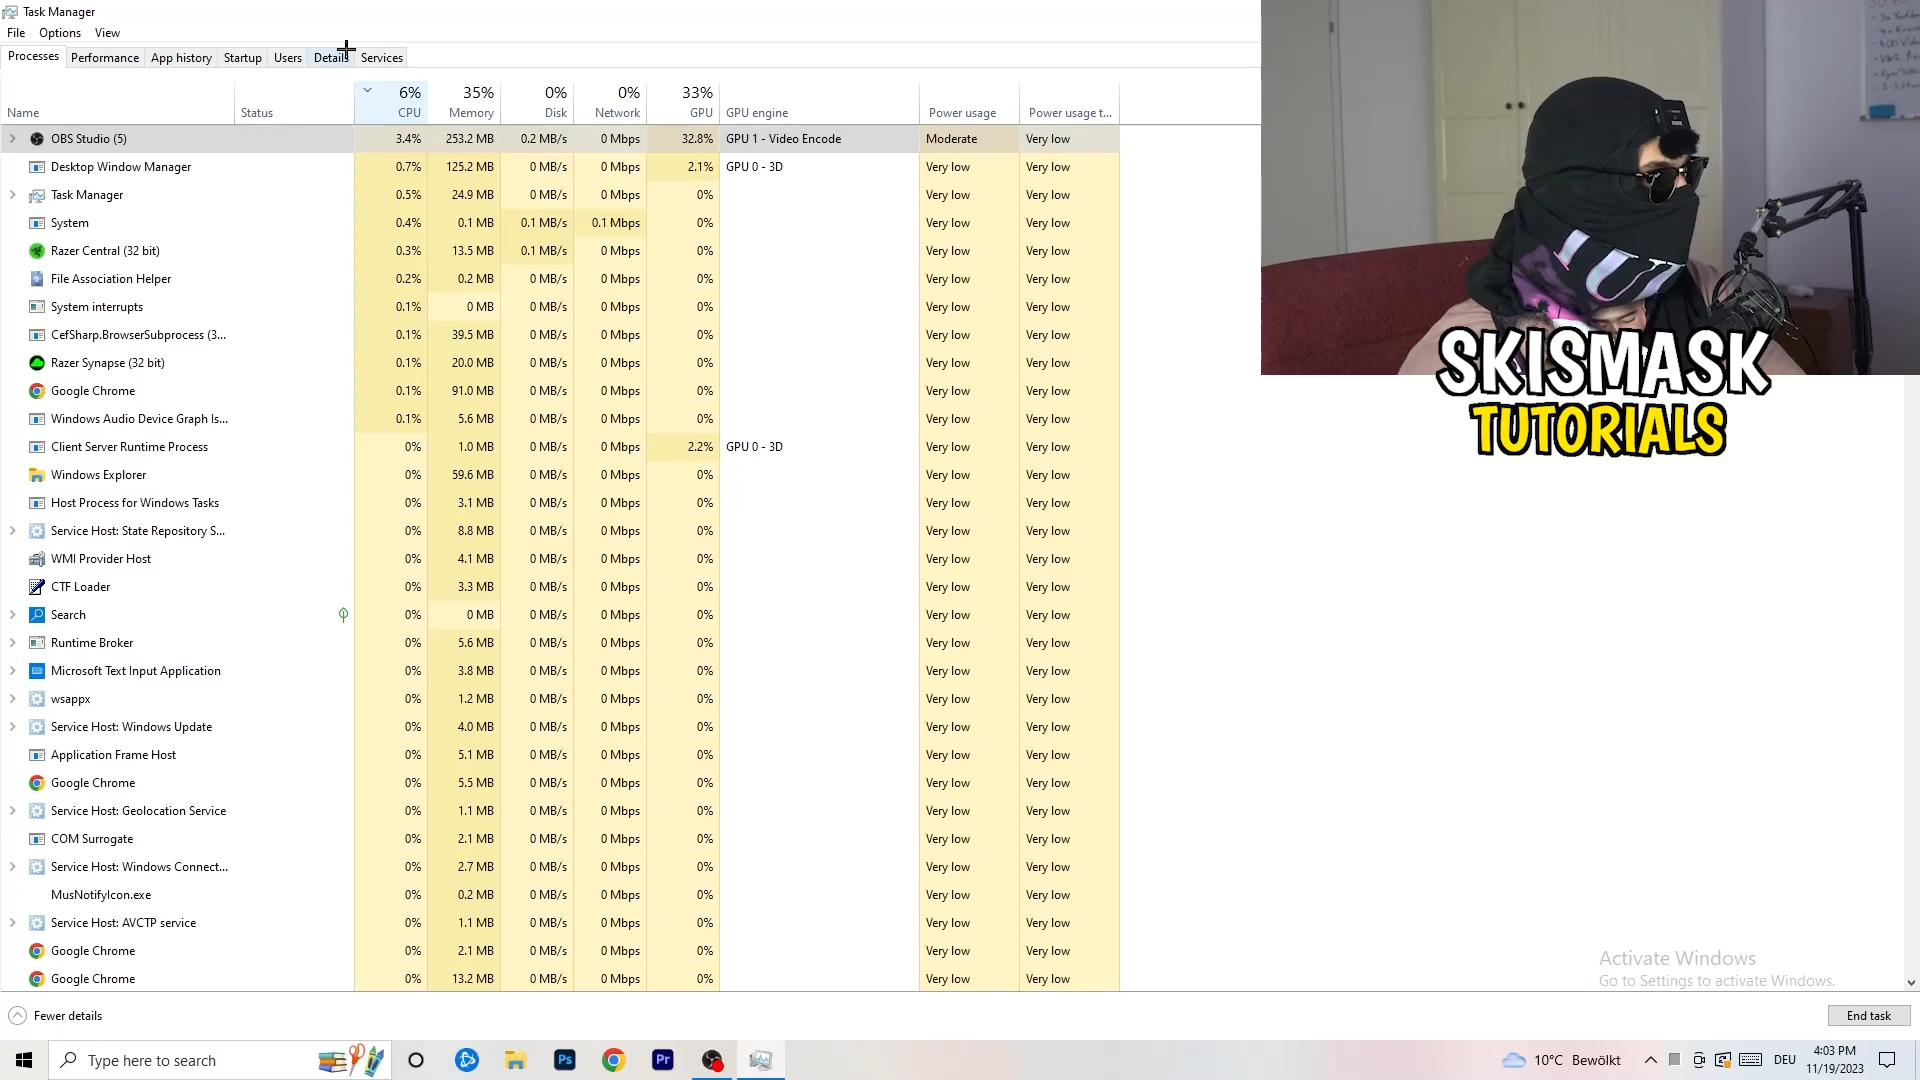 Task Manager
File Options View
Processes Performance App history Startup Users Details Services
6% 35% 0% 0% 33%
Name Status CPU Memory Disk Network GPU GPU engine Power usage Power usage t...
OBS Studio (5) 3.4% 253.2 MB 0.2 MB/s 0 Mbps 32.8% GPU 1 - Video Encode Moderate Very low
Desktop Window Manager 0.7% 125.2 MB 0 MB/s 0 Mbps 2.1% GPU 0 - 3D Very low Very low
Task Manager 0.5% 24.9 MB 0 MB/s 0 Mbps 0% Very low Very low
System 0.4% 0.1 MB 0.1 MB/s 0.1 Mbps 0% Very low Very low
Razer Central (32 bit) 0.3% 13.5 MB 0.1 MB/s 0 Mbps 0% Very low Very low
File Association Helper 0.2% 0.2 MB 0 MB/s 0 Mbps 0% Very low Very low
System interrupts 0.1% 0 MB 0 MB/s 0 Mbps 0% Very low Very low
CefSharp.BrowserSubprocess (3... 0.1% 39.5 MB 0 MB/s 0 Mbps 0% Very low Very low
Razer Synapse (32 bit) 0.1% 20.0 MB 0 MB/s 0 Mbps 0% Very low Very low
Google Chrome 0.1% 91.0 MB 0 MB/s 0 Mbps 0% Very low Very low
Windows Audio Device Graph Is... 0.1% 5.6 MB 0 MB/s 0 Mbps 0% Very low Very low
Client Server Runtime Process 0% 1.0 MB 0 MB/s 0 Mbps 2.2% GPU 0 - 3D Very low Very low
Windows Explorer 0% 59.6 MB 0 MB/s 0 Mbps 0% Very low Very low
Host Process for Windows Tasks 0% 3.1 MB 0 MB/s 0 Mbps 0% Very low Very low
Service Host: State Repository S... 0% 8.8 MB 0 MB/s 0 Mbps 0% Very low Very low
WMI Provider Host 0% 4.1 MB 0 MB/s 0 Mbps 0% Very low Very low
CTF Loader 0% 3.3 MB 0 MB/s 0 Mbps 0% Very low Very low
Search 0% 0 MB 0 MB/s 0 Mbps 0% Very low Very low
Runtime Broker 0% 5.6 MB 0 MB/s 0 Mbps 0% Very low Very low
Microsoft Text Input Application 0% 3.8 MB 0 MB/s 0 Mbps 0% Very low Very low
wsappx 0% 1.2 MB 0 MB/s 0 Mbps 0% Very low Very low
Service Host: Windows Update 0% 4.0 MB 0 MB/s 0 Mbps 0% Very low Very low
Application Frame Host 0% 5.1 MB 0 MB/s 0 Mbps 0% Very low Very low
Google Chrome 0% 5.5 MB 0 MB/s 0 Mbps 0% Very low Very low
Service Host: Geolocation Service 0% 1.1 MB 0 MB/s 0 Mbps 0% Very low Very low
COM Surrogate 0% 2.1 MB 0 MB/s 0 Mbps 0% Very low Very low
Service Host: Windows Connect... 0% 2.7 MB 0 MB/s 0 Mbps 0% Very low Very low
MusNotifyIcon.exe 0% 0.2 MB 0 MB/s 0 Mbps 0% Very low Very low
Service Host: AVCTP service 0% 1.1 MB 0 MB/s 0 Mbps 0% Very low Very low
Google Chrome 0% 2.1 MB 0 MB/s 0 Mbps 0% Very low Very low
Google Chrome 0% 13.2 MB 0 MB/s 0 Mbps 0% Very low Very low
SKISMASK
TUTORIALS
Activate Windows
Go to Settings to activate Windows.
Fewer details End task
Type here to search Ps Pr 10°C Bewölkt DEU 4:03 PM
11/19/2023